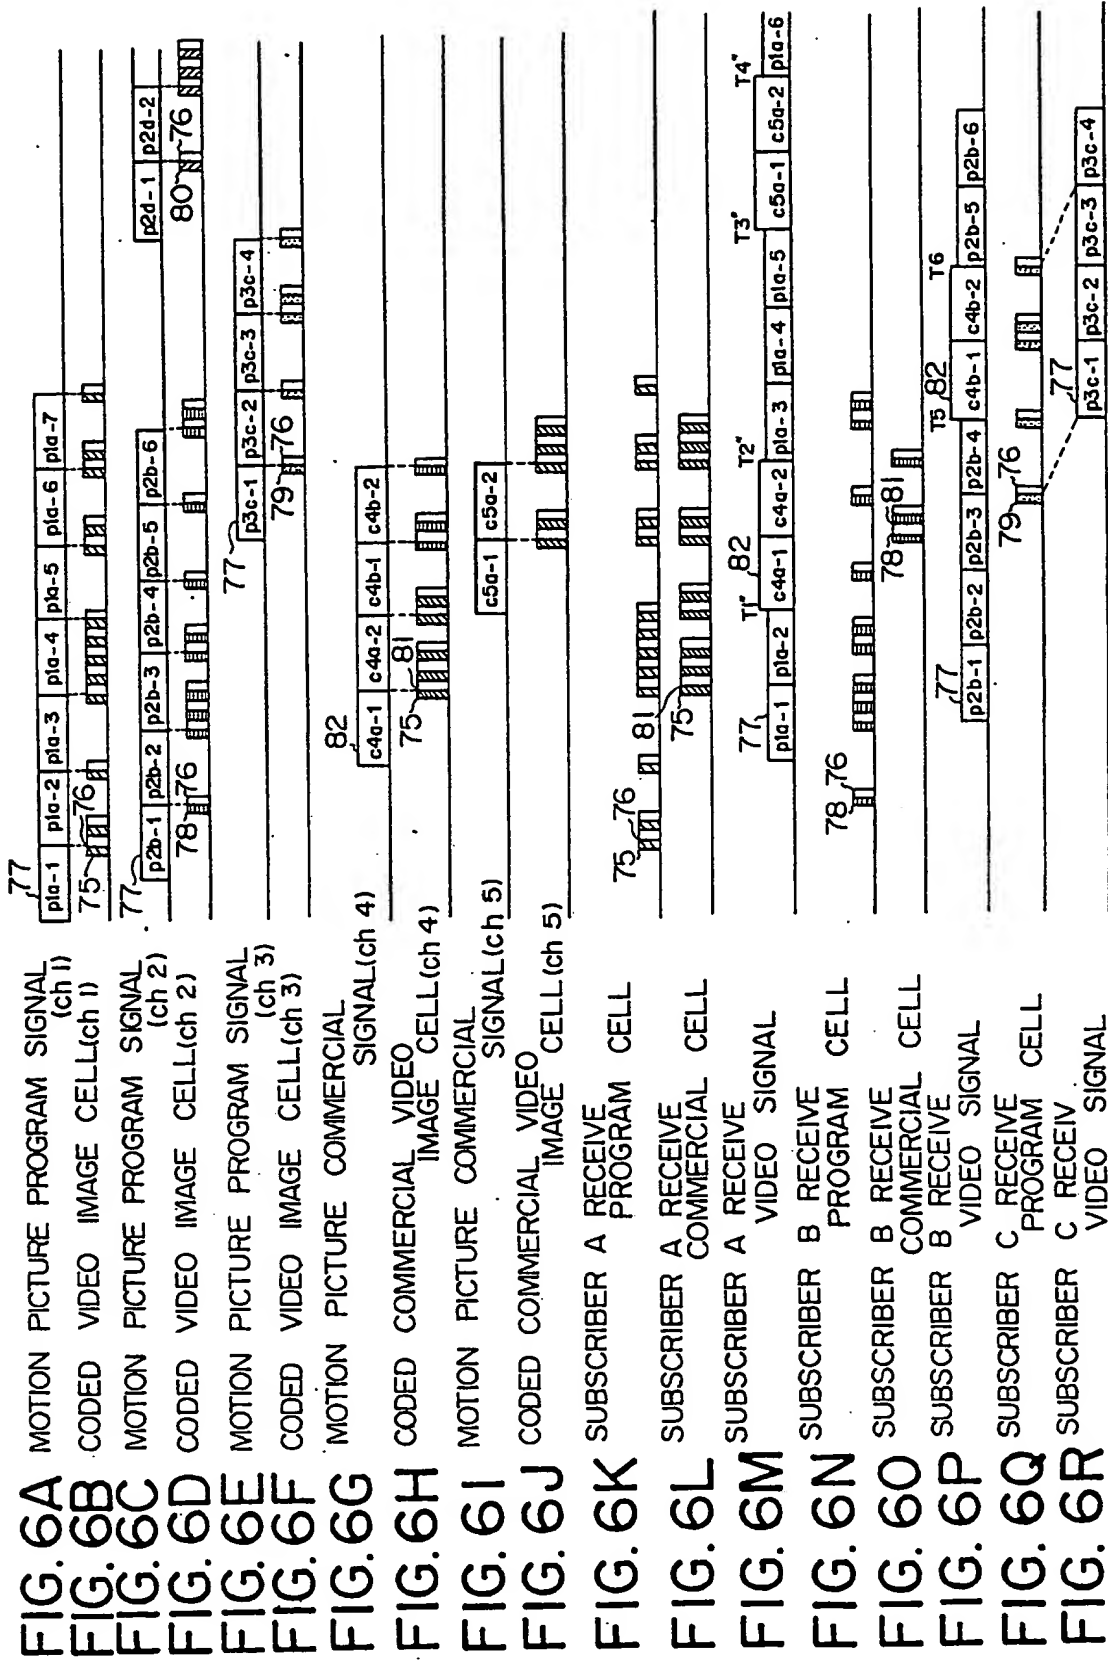 FIG. 6A MOTION PICTURE PROGRAM SIGNAL (ch 1)
77
p1a-1 p1a-2 p1a-3 p1a-4 p1a-5 p1a-6 p1a-7
FIG. 6B CODED VIDEO IMAGE CELL(ch 1)
75 76
FIG. 6C MOTION PICTURE PROGRAM SIGNAL (ch 2)
77
p2b-1 p2b-2 p2b-3 p2b-4 p2b-5 p2b-6 p2d-1 p2d-2
FIG. 6D CODED VIDEO IMAGE CELL(ch 2)
78 76 80 76
FIG. 6E MOTION PICTURE PROGRAM SIGNAL (ch 3)
77
p3c-1 p3c-2 p3c-3 p3c-4
FIG. 6F CODED VIDEO IMAGE CELL(ch 3)
79 76
FIG. 6G MOTION PICTURE COMMERCIAL
SIGNAL(ch 4)
82
c4a-1 c4a-2 c4b-1 c4b-2
FIG. 6H CODED COMMERCIAL VIDEO
IMAGE CELL(ch 4)
75 81
FIG. 6I MOTION PICTURE COMMERCIAL
SIGNAL(ch 5)
c5a-1 c5a-2
FIG. 6J CODED COMMERCIAL VIDEO
IMAGE CELL(ch 5)
FIG. 6K SUBSCRIBER A RECEIVE
PROGRAM CELL
75 76
FIG. 6L SUBSCRIBER A RECEIVE
COMMERCIAL CELL
81
75
FIG. 6M SUBSCRIBER A RECEIVE
VIDEO SIGNAL
77 T1" 82 T2" T3" T4"
p1a-1 p1a-2 c4a-1 c4a-2 p1a-3 p1a-4 p1a-5 c5a-1 c5a-2 p1a-6
FIG. 6N SUBSCRIBER B RECEIVE
PROGRAM CELL
78 76
FIG. 6O SUBSCRIBER B RECEIVE
COMMERCIAL CELL
78 81
FIG. 6P SUBSCRIBER B RECEIVE
VIDEO SIGNAL
77 T5 82 T6
p2b-1 p2b-2 p2b-3 p2b-4 c4b-1 c4b-2 p2b-5 p2b-6
FIG. 6Q SUBSCRIBER C RECEIVE
PROGRAM CELL
79 76
FIG. 6R SUBSCRIBER C RECEIV
VIDEO SIGNAL
77
p3c-1 p3c-2 p3c-3 p3c-4